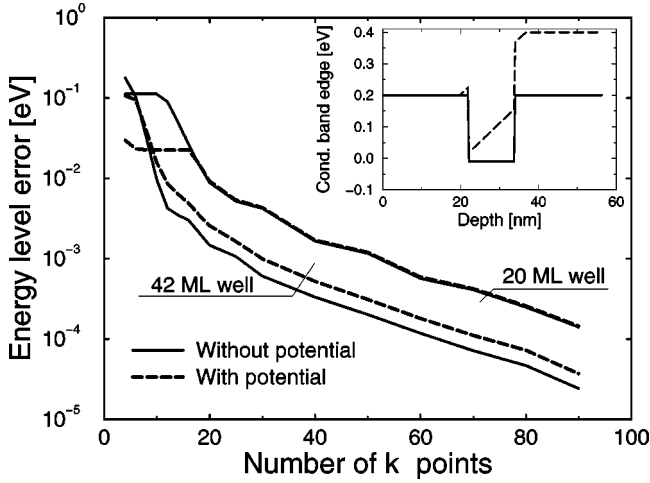 10⁰
10⁻¹
10⁻²
10⁻³
10⁻⁴
10⁻⁵
Energy level error [eV]
0
20
40
60
80
100
Number of k points
42 ML well
20 ML well
Without potential
With potential
0.4
0.3
0.2
0.1
0.0
−0.1
Cond. band edge [eV]
0
20
40
60
Depth [nm]